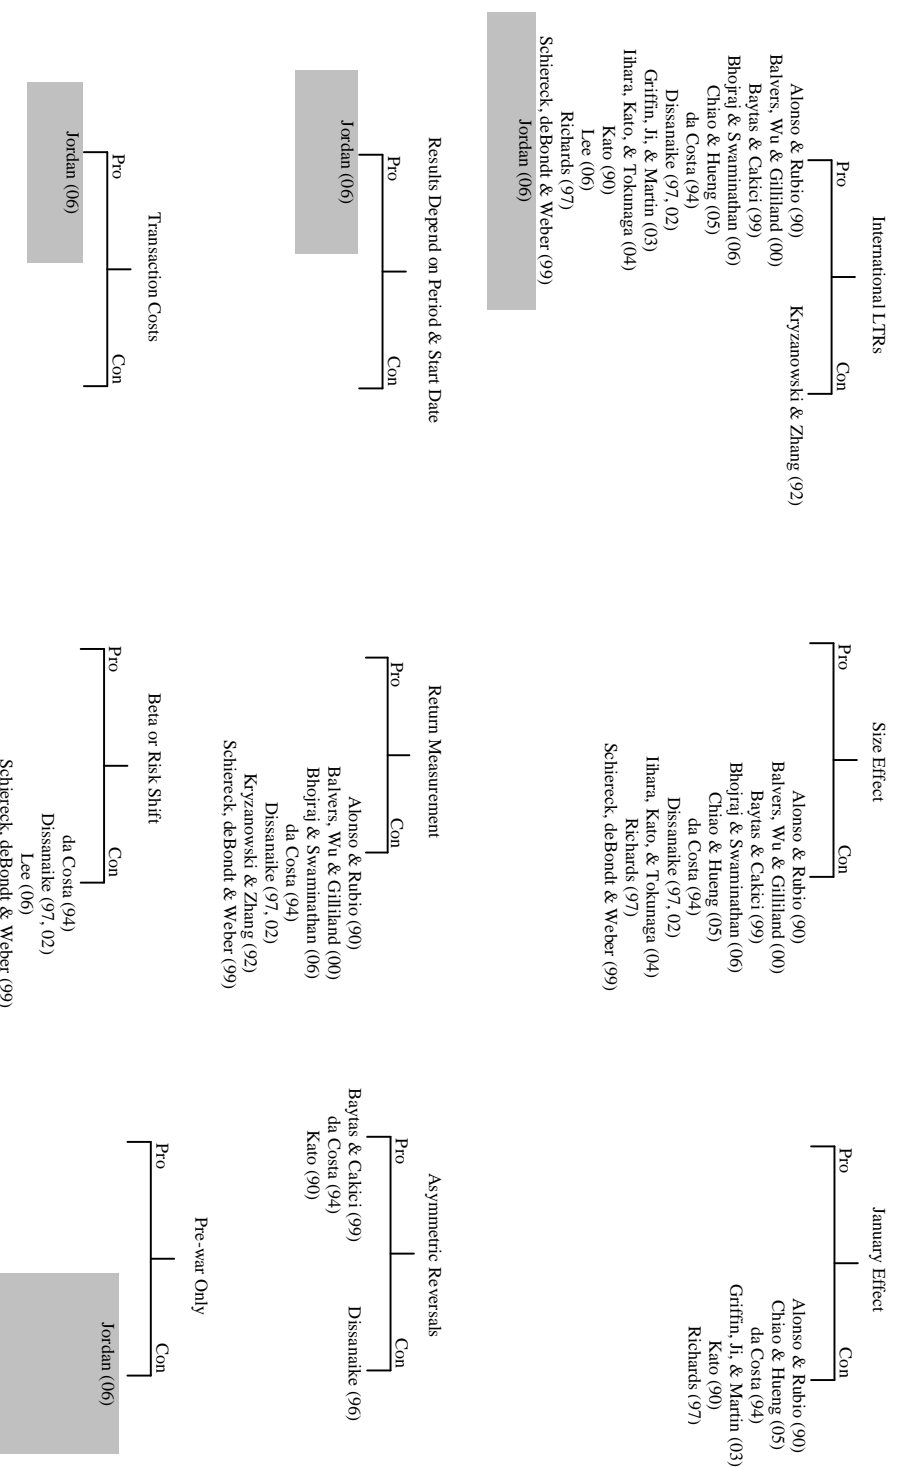 International LTRs
Pro
Con
Alonso & Rubio (90)
Balvers, Wu & Gilliland (00)
Baytas & Cakici (99)
Bhojraj & Swaminathan (06)
Chiao & Hueng (05)
da Costa (94)
Dissanaike (97, 02)
Griffin, Ji, & Martin (03)
Iihara, Kato, & Tokunaga (04)
Kato (90)
Lee (06)
Richards (97)
Schiereck, deBondt & Weber (99)
Jordan (06)
Kryzanowski & Zhang (92)
Size Effect
Pro
Con
Alonso & Rubio (90)
Balvers, Wu & Gilliland (00)
Baytas & Cakici (99)
Bhojraj & Swaminathan (06)
Chiao & Hueng (05)
da Costa (94)
Dissanaike (97, 02)
Iihara, Kato, & Tokunaga (04)
Richards (97)
Schiereck, deBondt & Weber (99)
January Effect
Pro
Con
Alonso & Rubio (90)
Chiao & Hueng (05)
da Costa (94)
Griffin, Ji, & Martin (03)
Kato (90)
Richards (97)
Results Depend on Period & Start Date
Pro
Con
Jordan (06)
Return Measurement
Pro
Con
Alonso & Rubio (90)
Balvers, Wu & Gilliland (00)
Bhojraj & Swaminathan (06)
da Costa (94)
Dissanaike (97, 02)
Kryzanowski & Zhang (92)
Schiereck, deBondt & Weber (99)
Asymmetric Reversals
Pro
Con
Baytas & Cakici (99)
da Costa (94)
Kato (90)
Dissanaike (96)
Transaction Costs
Pro
Con
Jordan (06)
Beta or Risk Shift
Pro
Con
da Costa (94)
Dissanaike (97, 02)
Lee (06)
Schiereck, deBondt & Weber (99)
Pre-war Only
Pro
Con
Jordan (06)